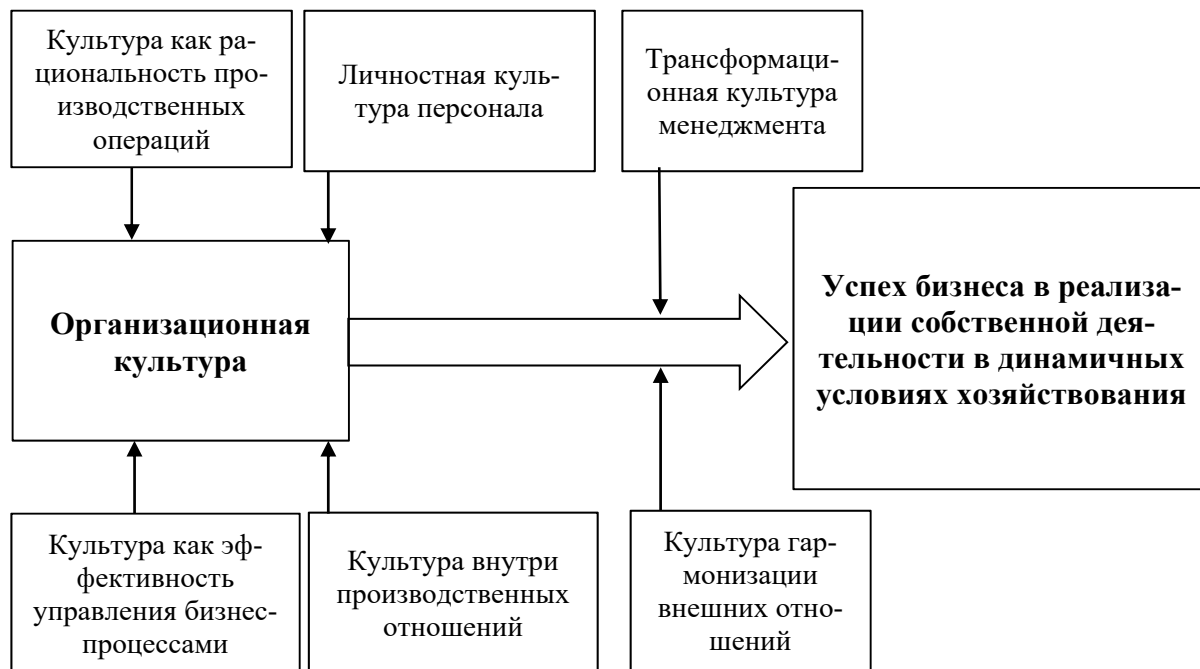 Культура как ра-
циональность про-
изводственных
операций
Личностная куль-
тура персонала
Трансформаци-
онная культура
менеджмента
Организационная
культура
Успех бизнеса в реализа-
ции собственной дея-
тельности в динамичных
условиях хозяйствования
Культура как эф-
фективность
управления бизнес-
процессами
Культура внутри
производственных
отношений
Культура гар-
монизации
внешних отно-
шений